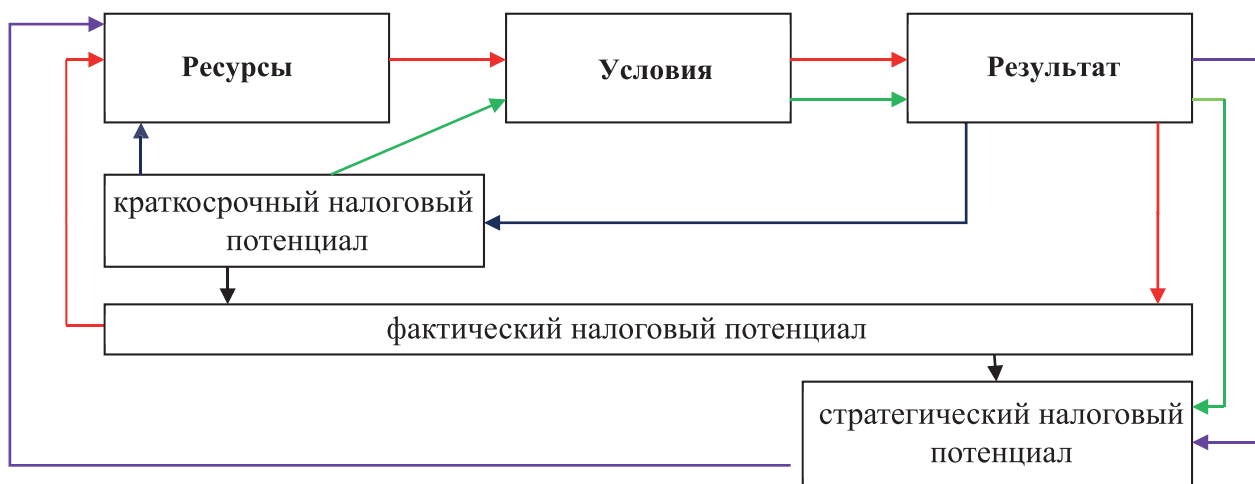 Ресурсы
Условия
Результат
краткосрочный налоговый
потенциал
фактический налоговый потенциал
стратегический налоговый
потенциал